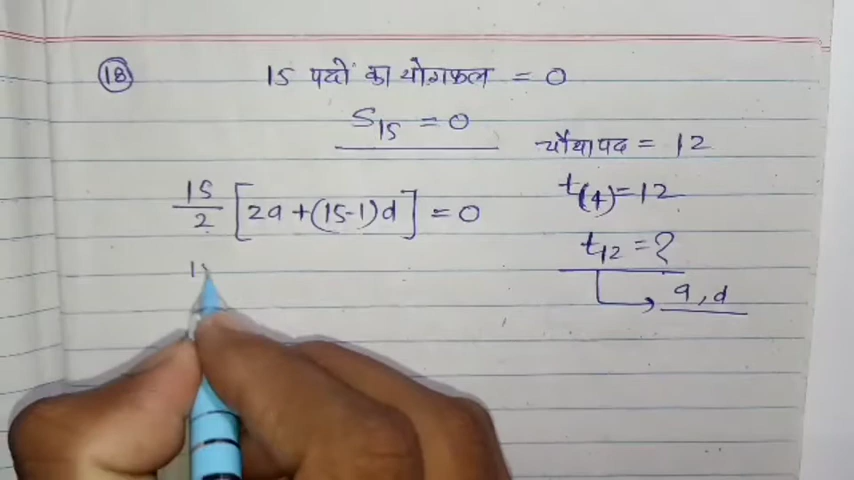 (18) 15 पदों का योगफल = 0
S₁₅ = 0
चौथा पद = 12
t₍₄₎ = 12
t₁₂ = ?
a, d
15/2 [2a + (15-1)d] = 0